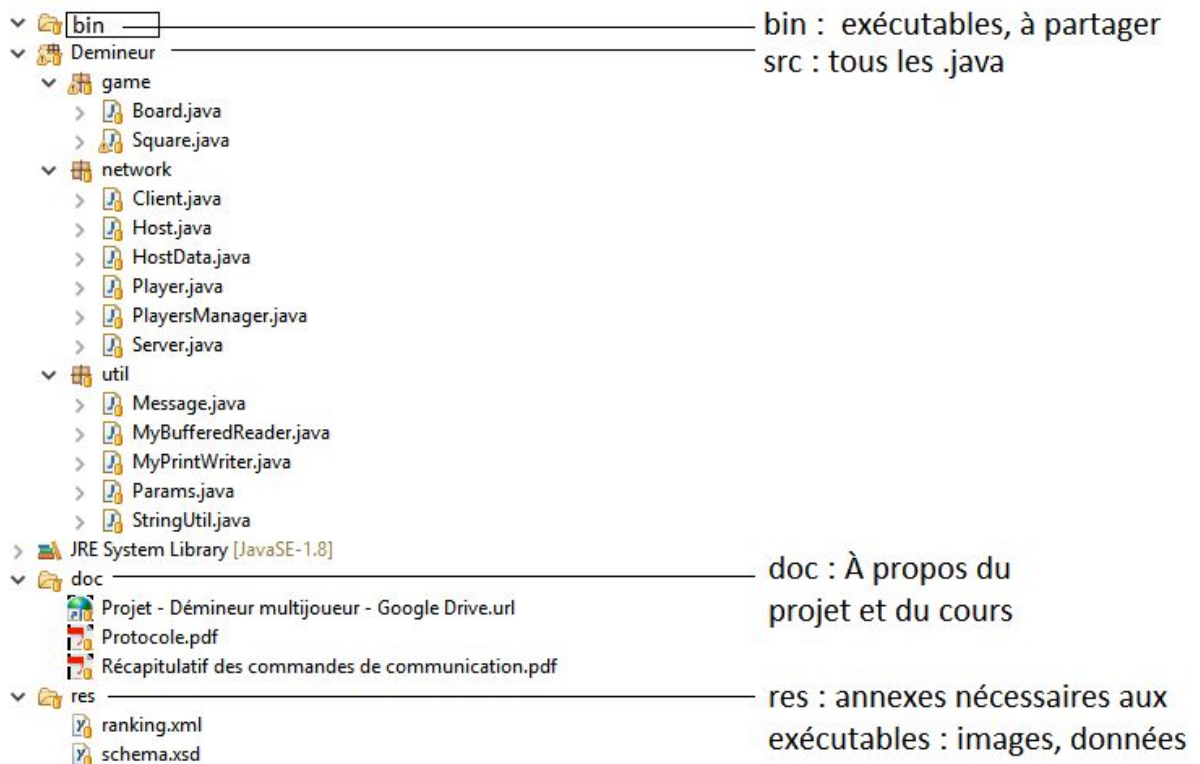 bin
bin : exécutables, à partager
Demineur
src : tous les .java
game
Board.java
Square.java
network
Client.java
Host.java
HostData.java
Player.java
PlayersManager.java
Server.java
util
Message.java
MyBufferedReader.java
MyPrintWriter.java
Params.java
StringUtil.java
JRE System Library [JavaSE-1.8]
doc
doc : À propos du
projet et du cours
Projet - Démineur multijoueur - Google Drive.url
Protocole.pdf
Récapitulatif des commandes de communication.pdf
res
res : annexes nécessaires aux
exécutables : images, données
ranking.xml
schema.xsd